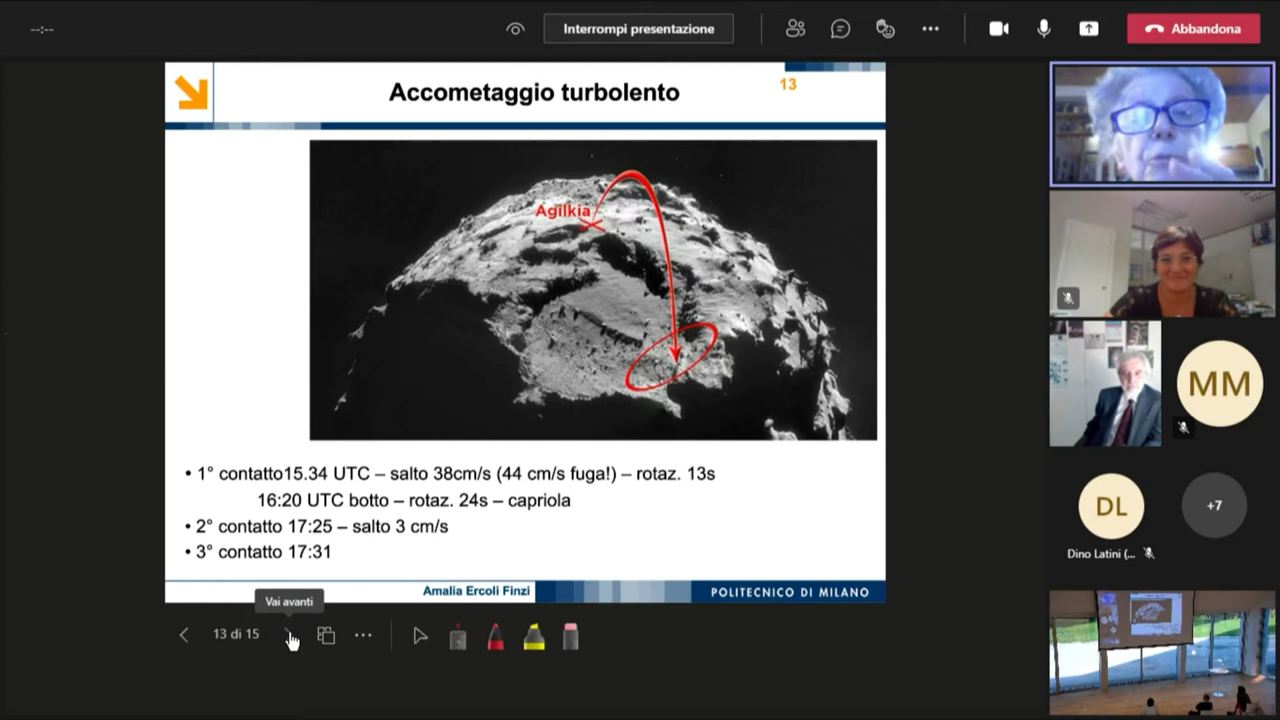 --:--
Interrompi presentazione
Abbandona
Accometaggio turbolento
13
Agilkia
• 1° contatto15.34 UTC – salto 38cm/s (44 cm/s fuga!) – rotaz. 13s
16:20 UTC botto – rotaz. 24s – capriola
• 2° contatto 17:25 – salto 3 cm/s
• 3° contatto 17:31
Amalia Ercoli Finzi
POLITECNICO DI MILANO
Vai avanti
13 di 15
MM
DL
+7
Dino Latini (...